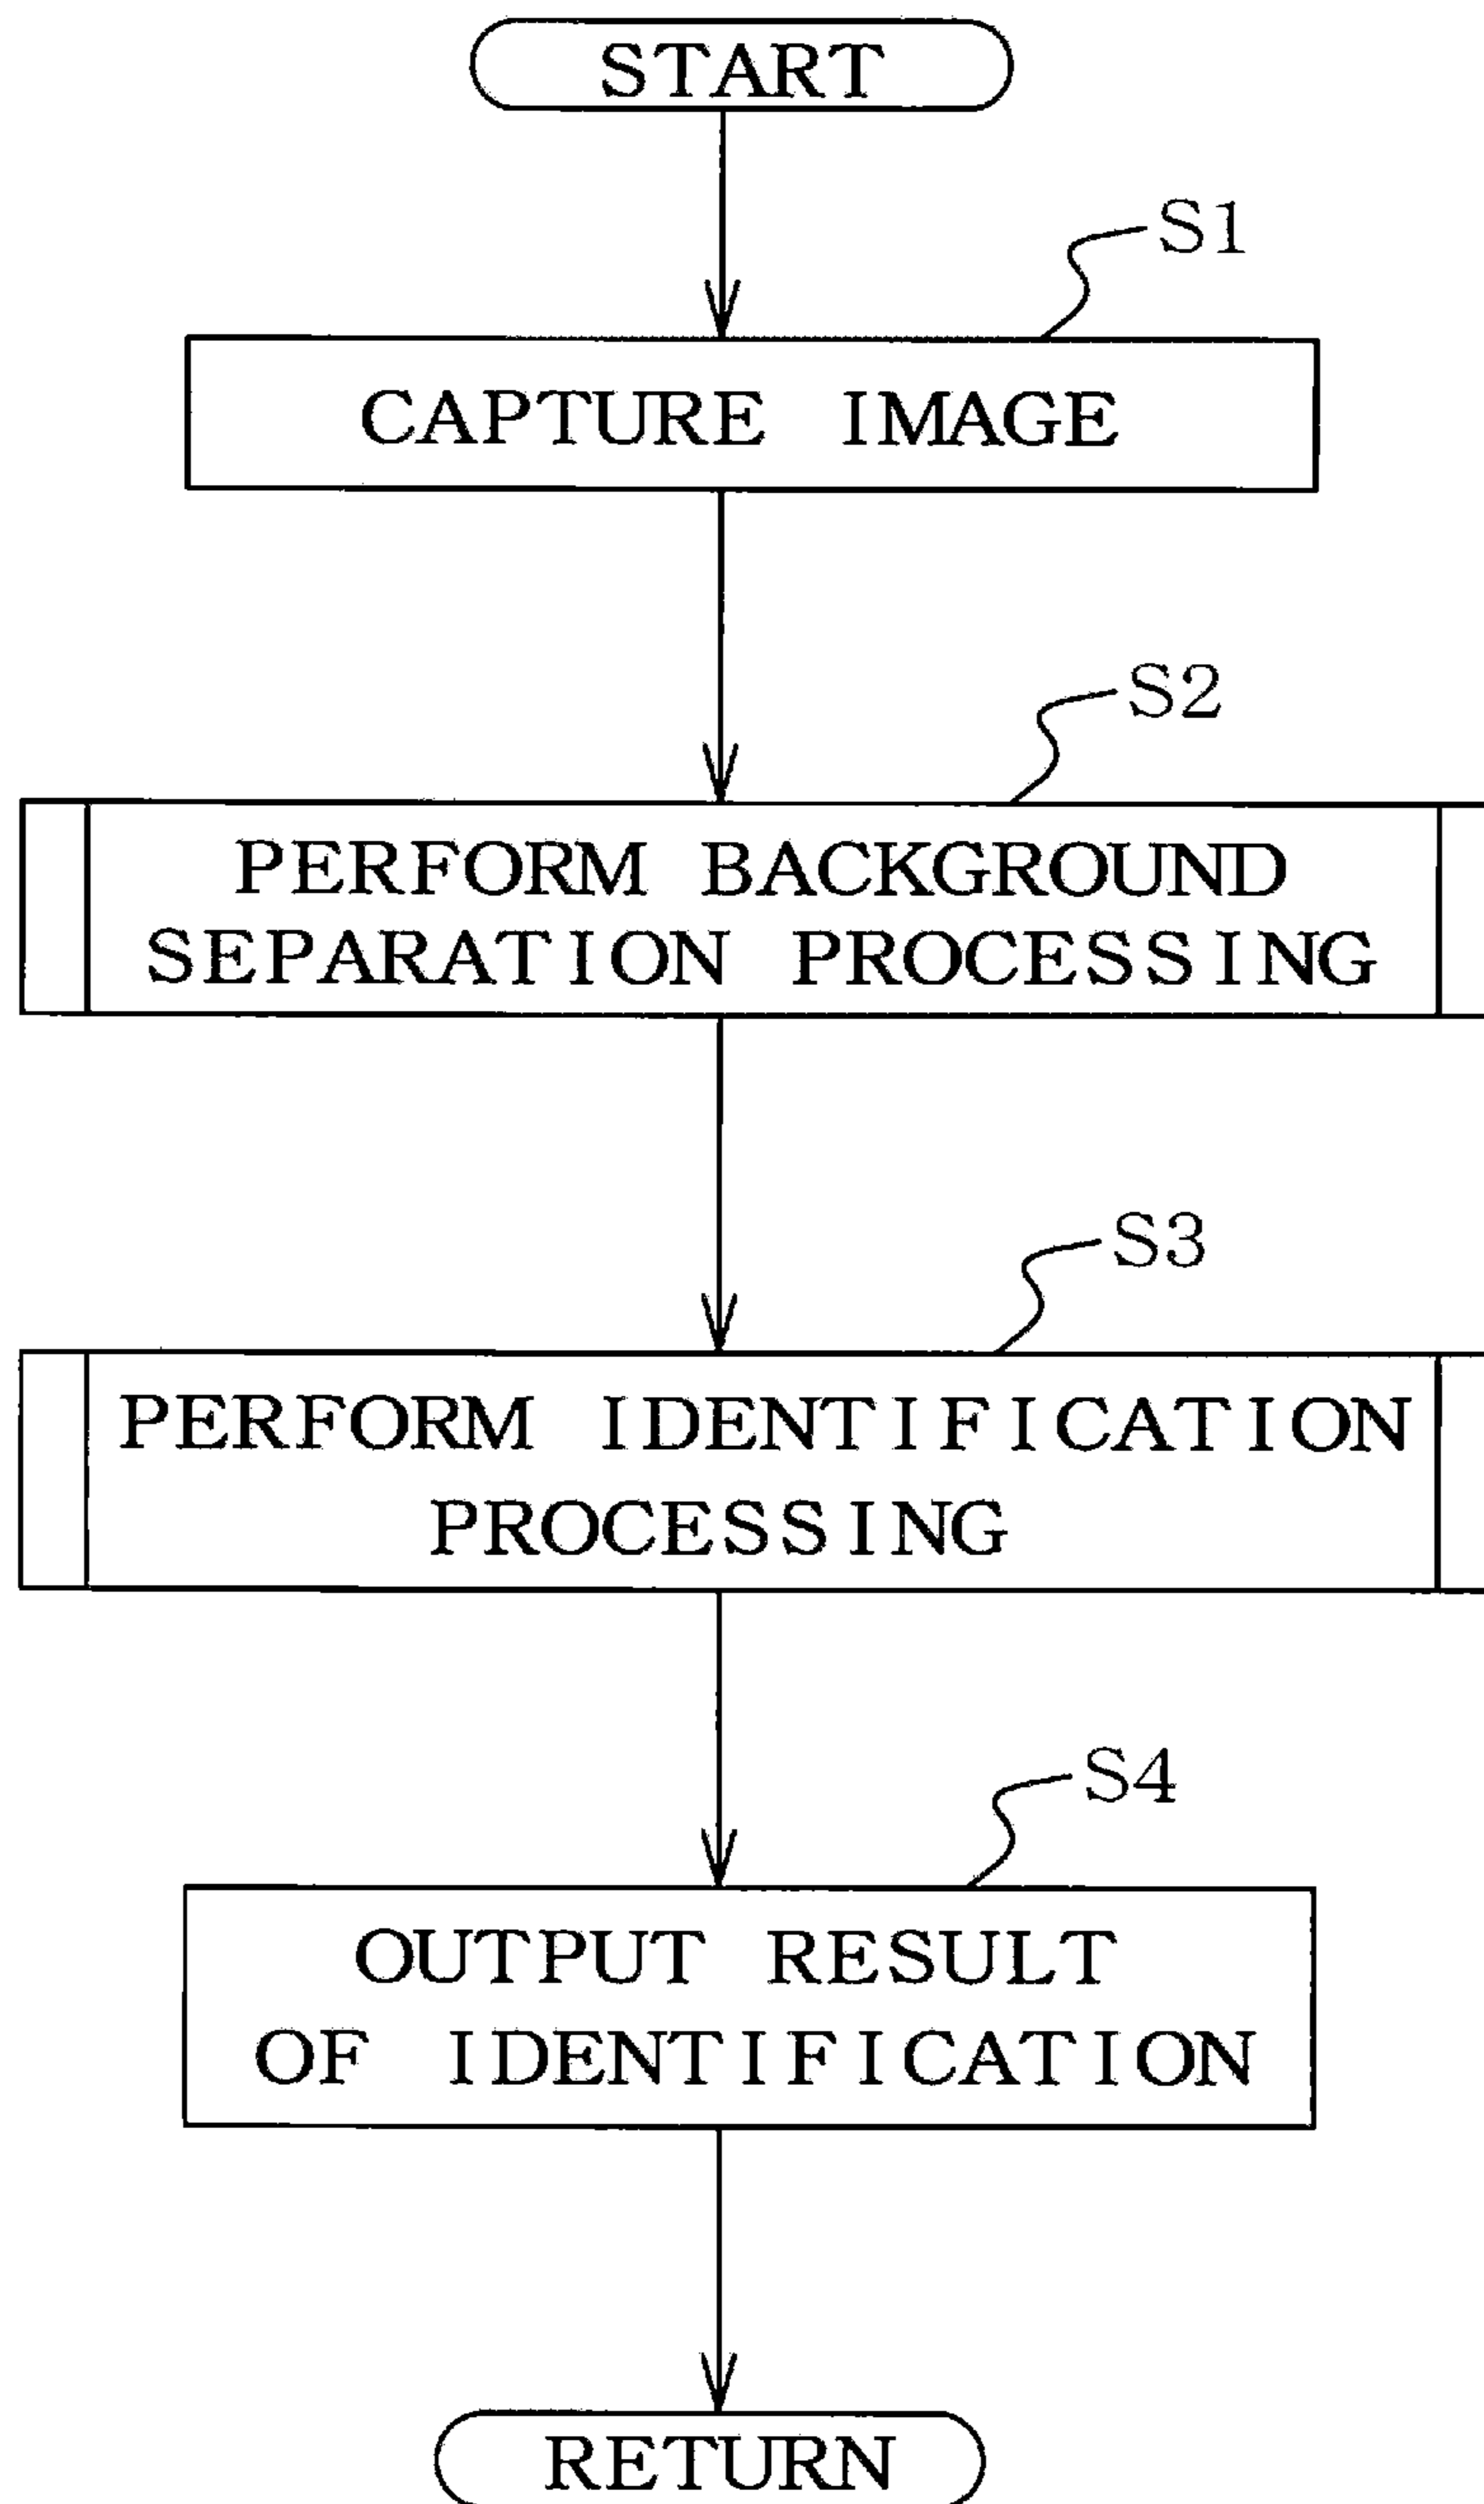 START
S1
CAPTURE IMAGE
S2
PERFORM BACKGROUND
SEPARATION PROCESSING
S3
PERFORM IDENTIFICATION
PROCESSING
S4
OUTPUT RESULT
OF IDENTIFICATION
RETURN